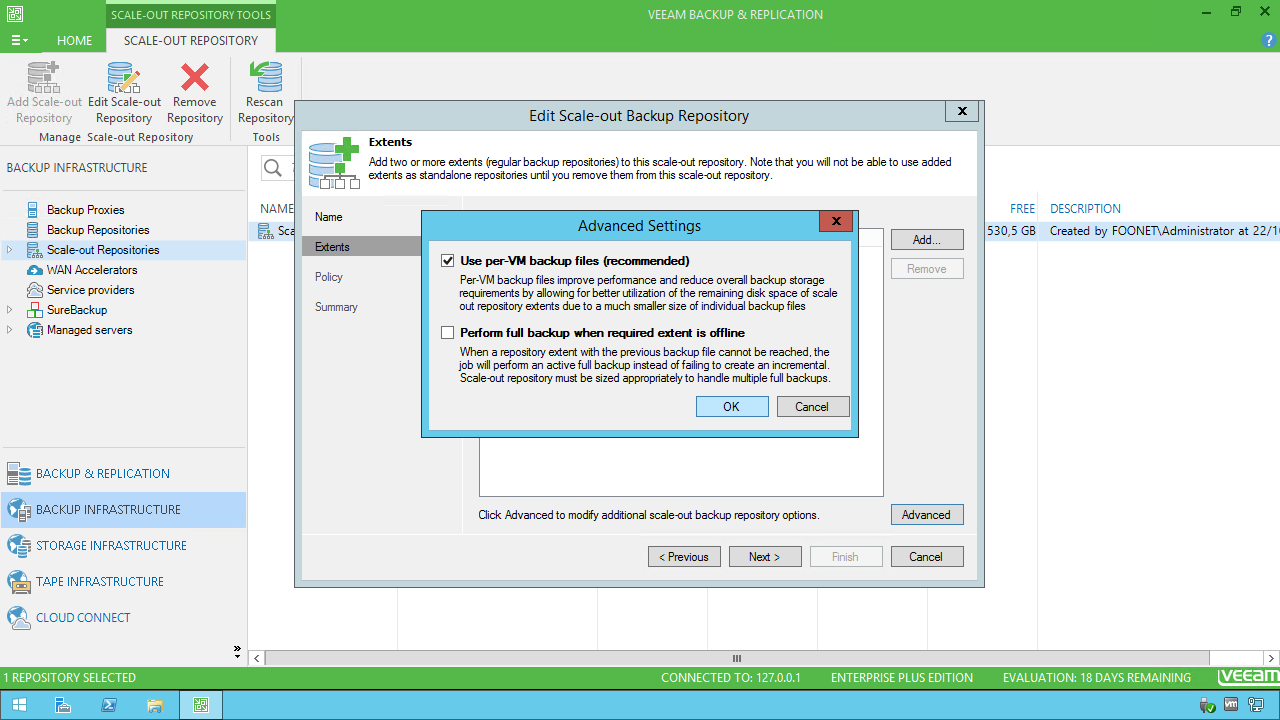 SCALE-OUT REPOSITORY TOOLS
VEEAM BACKUP & REPLICATION
HOME
SCALE-OUT REPOSITORY
?
Add Scale-out
Repository
Edit Scale-out
Repository
Remove
Repository
Rescan
Repository
Manage Scale-out Repository
Tools
BACKUP INFRASTRUCTURE
Backup Proxies
Backup Repositories
Scale-out Repositories
WAN Accelerators
Service providers
SureBackup
Managed servers
BACKUP & REPLICATION
BACKUP INFRASTRUCTURE
STORAGE INFRASTRUCTURE
TAPE INFRASTRUCTURE
CLOUD CONNECT
NAME
FREE
DESCRIPTION
530,5 GB
Created by FOONET\Administrator at 22/10
Edit Scale-out Backup Repository
x
Extents
Add two or more extents (regular backup repositories) to this scale-out repository. Note that you will not be able to use added
extents as standalone repositories until you remove them from this scale-out repository.
Name
Extents
Policy
Summary
Add...
Remove
Advanced Settings
x
Use per-VM backup files (recommended)
Per-VM backup files improve performance and reduce overall backup storage
requirements by allowing for better utilization of the remaining disk space of scale
out repository extents due to a much smaller size of individual backup files
Perform full backup when required extent is offline
When a repository extent with the previous backup file cannot be reached, the
job will perform an active full backup instead of failing to create an incremental.
Scale-out repository must be sized appropriately to handle multiple full backups.
OK
Cancel
Click Advanced to modify additional scale-out backup repository options.
Advanced
< Previous
Next >
Finish
Cancel
1 REPOSITORY SELECTED
CONNECTED TO: 127.0.0.1
ENTERPRISE PLUS EDITION
EVALUATION: 18 DAYS REMAINING
veeam
vm